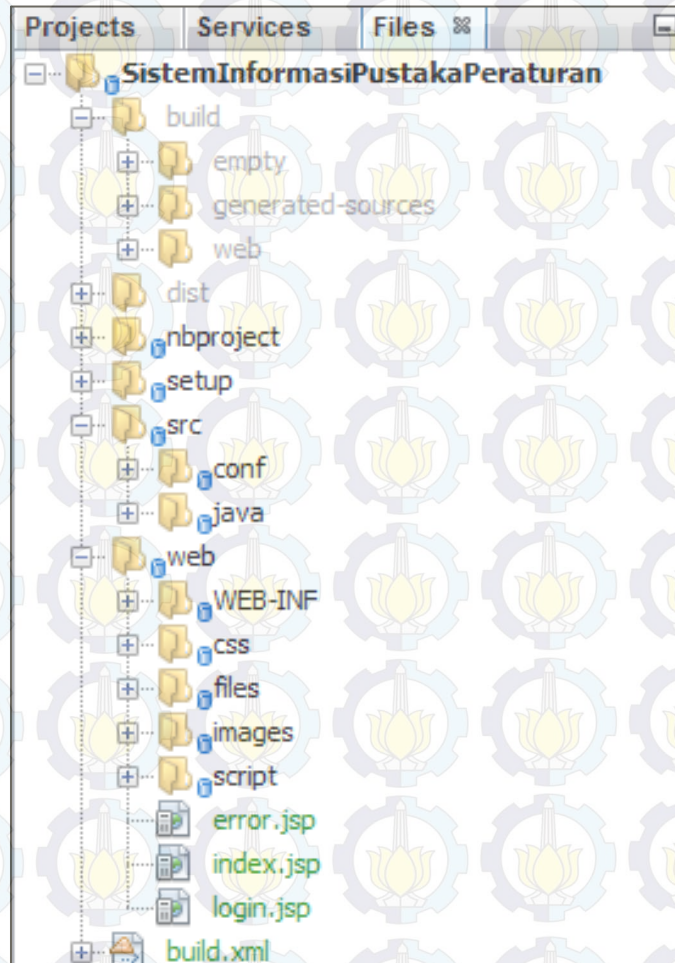 Projects Services Files
SistemInformasiPustakaPeraturan
build
empty
generated-sources
web
dist
nbproject
setup
src
conf
java
web
WEB-INF
css
files
images
script
error.jsp
index.jsp
login.jsp
build.xml